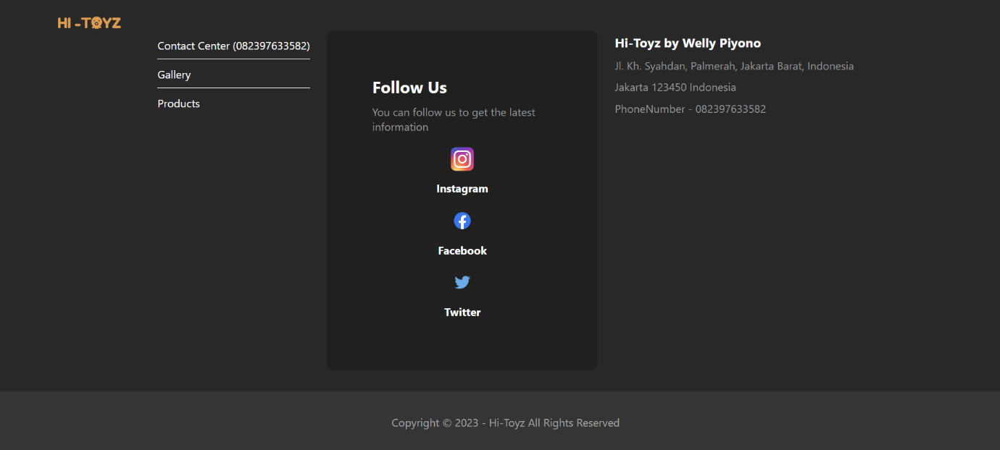 HI-TOYZ
Contact Center (082397633582)
Gallery
Products
Follow Us
You can follow us to get the latest
information
Instagram
Facebook
Twitter
Hi-Toyz by Welly Piyono
Jl. Kh. Syahdan, Palmerah, Jakarta Barat, Indonesia
Jakarta 123450 Indonesia
PhoneNumber - 082397633582
Copyright © 2023 - Hi-Toyz All Rights Reserved